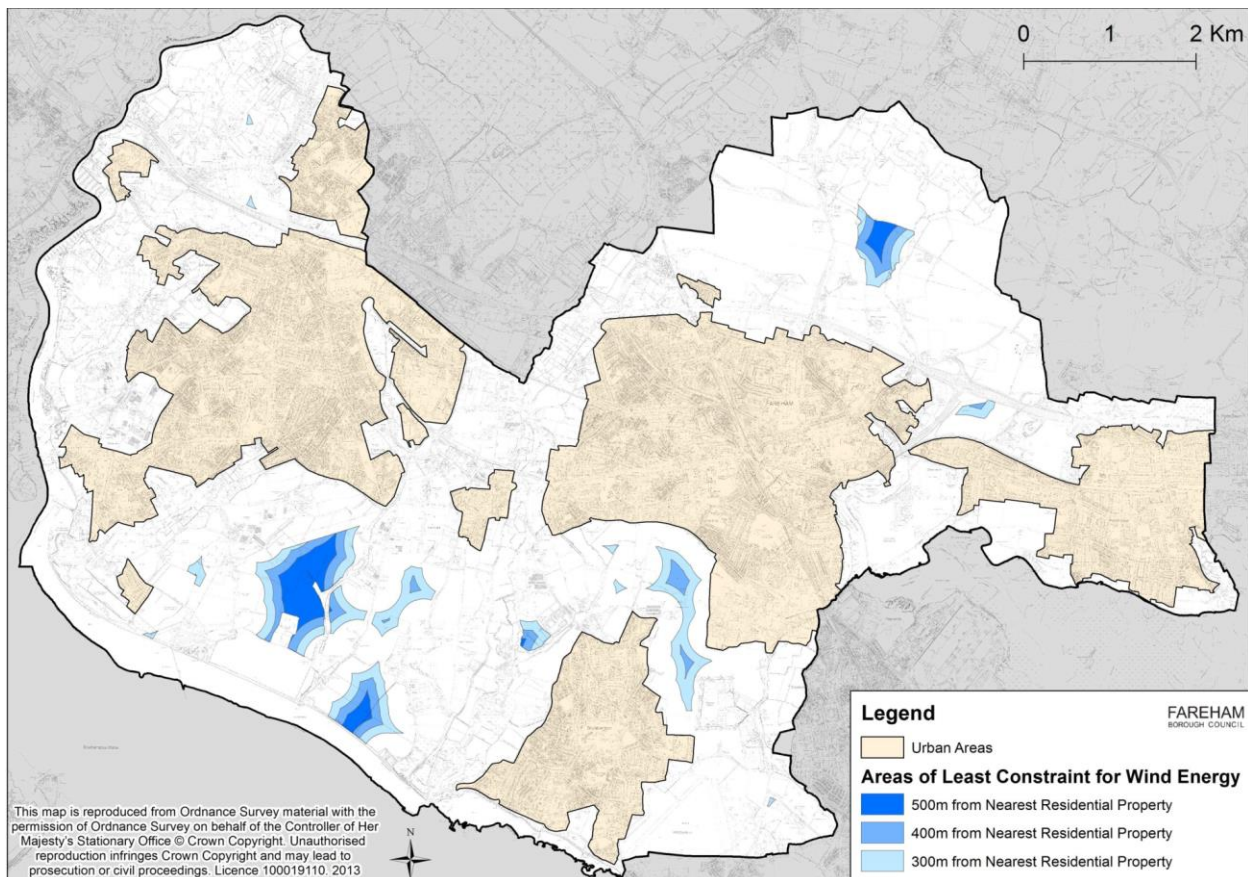 0 1 2 Km
FAREHAM
Legend
FAREHAM
BOROUGH COUNCIL
Urban Areas
Areas of Least Constraint for Wind Energy
500m from Nearest Residential Property
400m from Nearest Residential Property
300m from Nearest Residential Property
This map is reproduced from Ordnance Survey material with the
permission of Ordnance Survey on behalf of the Controller of Her
Majesty's Stationary Office © Crown Copyright. Unauthorised
reproduction infringes Crown Copyright and may lead to
prosecution or civil proceedings. Licence 100019110. 2013
N